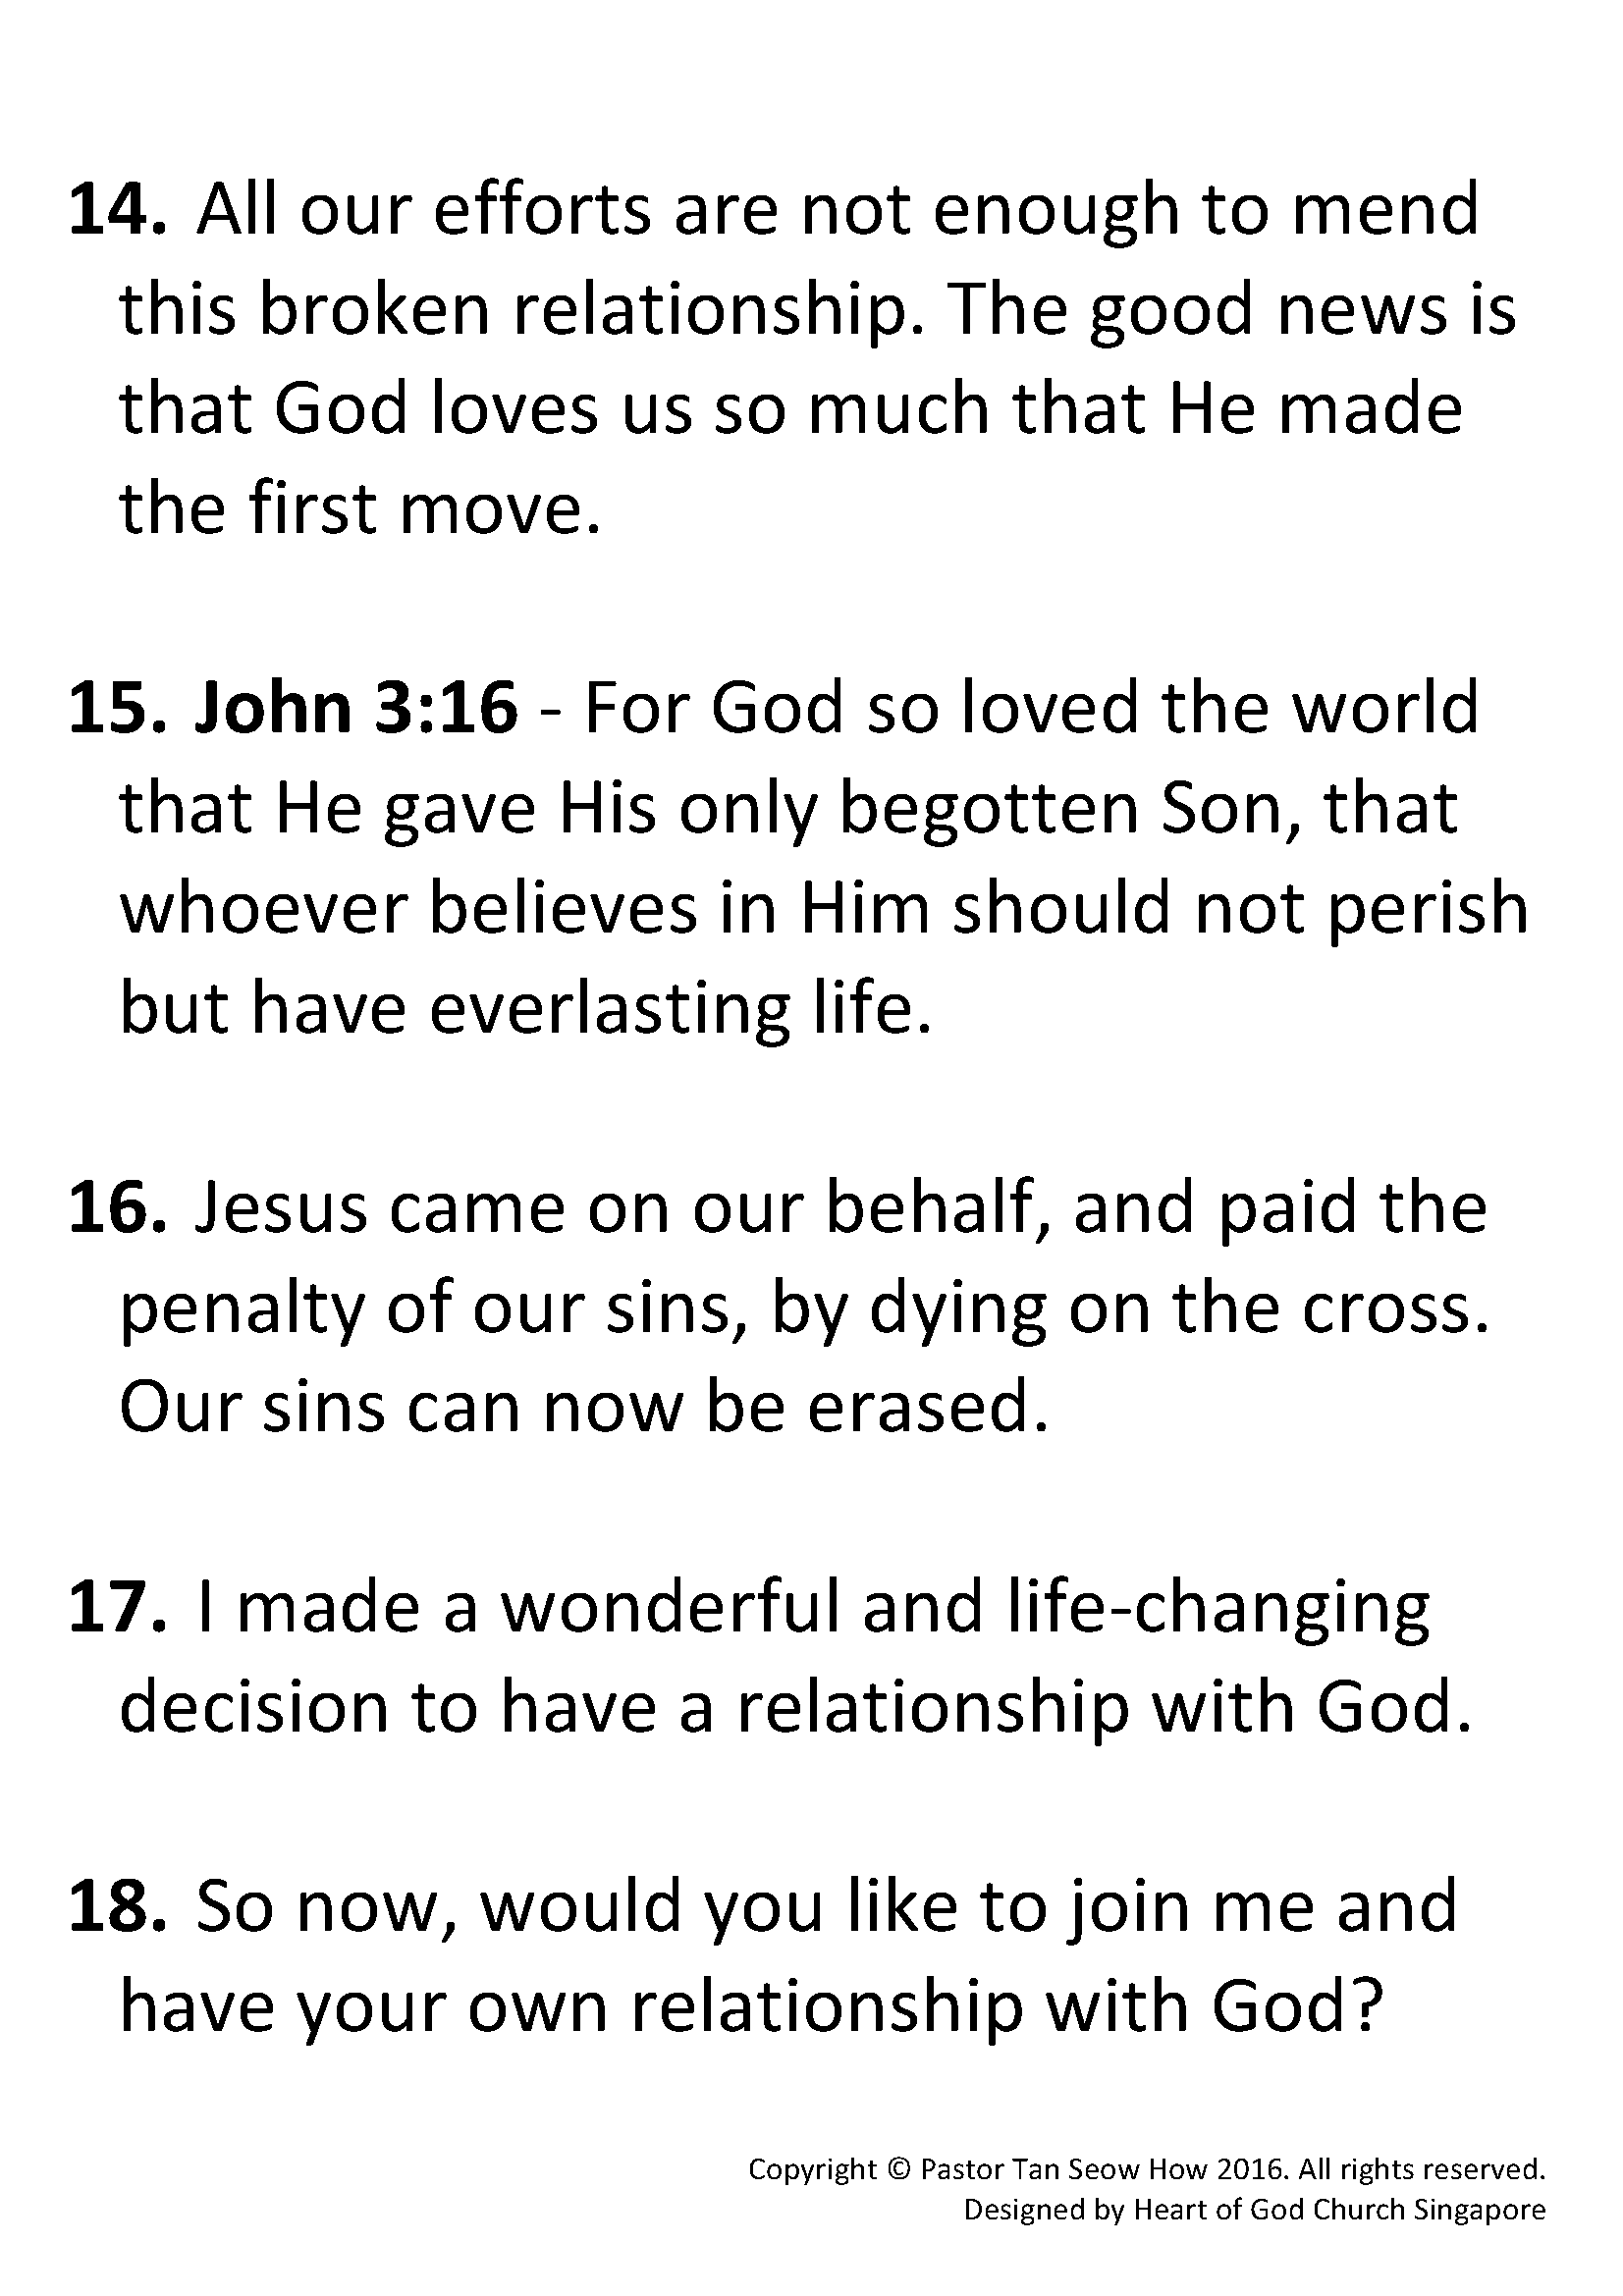 14. All our efforts are not enough to mend
this broken relationship. The good news is
that God loves us so much that He made
the first move.
15. John 3:16 - For God so loved the world
that He gave His only begotten Son, that
whoever believes in Him should not perish
but have everlasting life.
16. Jesus came on our behalf, and paid the
penalty of our sins, by dying on the cross.
Our sins can now be erased.
17. I made a wonderful and life-changing
decision to have a relationship with God.
18. So now, would you like to join me and
have your own relationship with God?
Copyright © Pastor Tan Seow How 2016. All rights reserved.
Designed by Heart of God Church Singapore